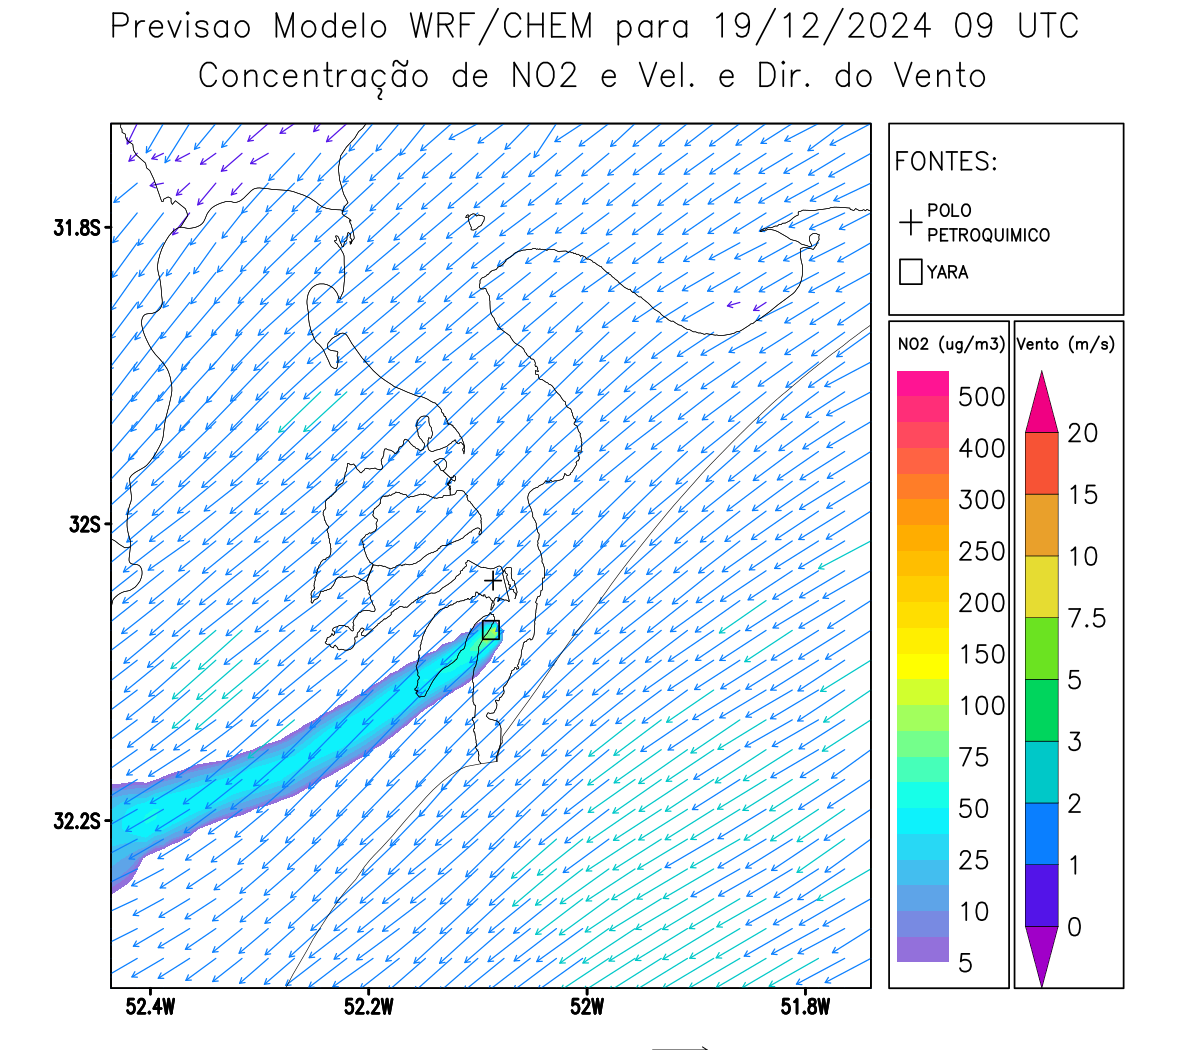 Previsao Modelo WRF/CHEM para 19/12/2024 09 UTC
Concentração de NO2 e Vel. e Dir. do Vento
FONTES:
POLO
PETROQUIMICO
YARA
NO2 (ug/m3)
500
400
300
250
200
150
100
75
50
25
10
5
Vento (m/s)
20
15
10
7.5
5
3
2
1
0
31.8S
32S
32.2S
52.4W
52.2W
52W
51.8W